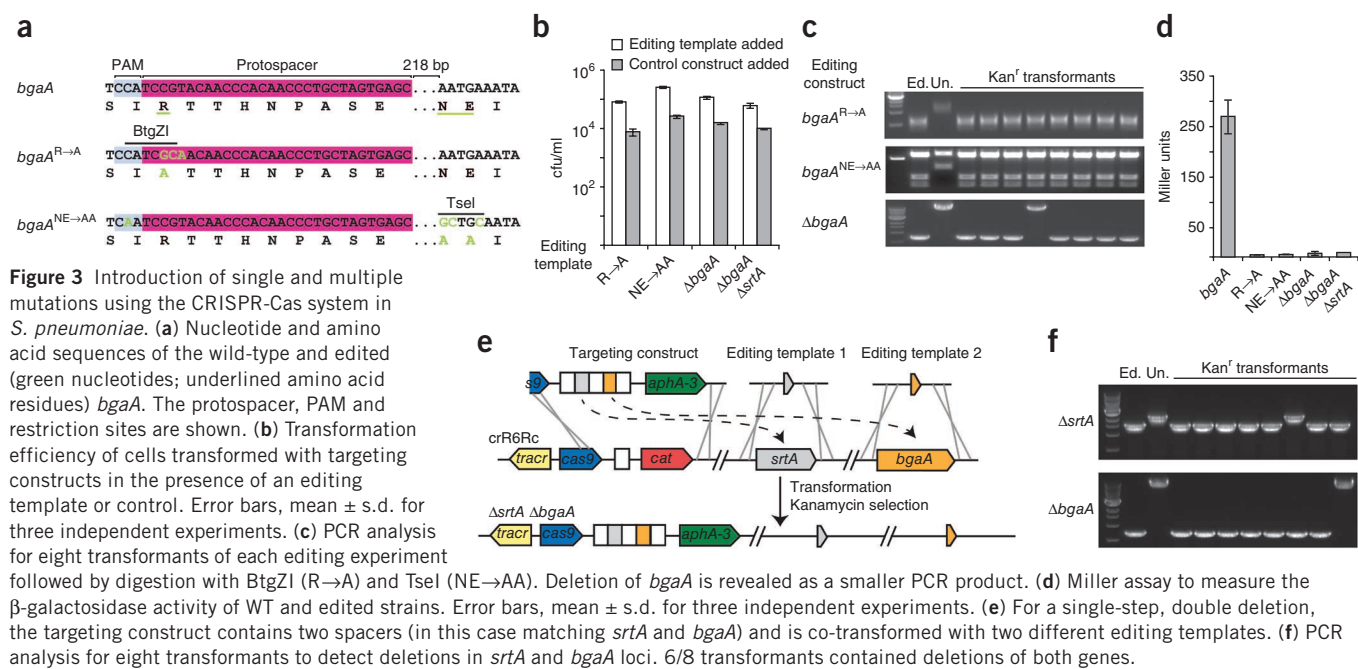 a
PAM Protospacer 218 bp
bgaA TCCATCCGTACAACCCACAACCCTGCTAGTGAGC ...AATGAAATA
S I R T T H N P A S E ...N E I
BtgZI
bgaA^R→A TCCATCGCAACAACCCACAACCCTGCTAGTGAGC ...AATGAAATA
S I A T T H N P A S E ...N E I
TseI
bgaA^NE→AA TCAATCCGTACAACCCACAACCCTGCTAGTGAGC ...GCTGCAATA
S I R T T H N P A S E ...A A I
b
Editing template added
Control construct added
10^6
10^4
10^2
0
cfu/ml
Editing template
R→A
NE→AA
ΔbgaA
ΔbgaA ΔsrtA
c
Editing construct
Ed. Un. Kan^r transformants
bgaA^R→A
bgaA^NE→AA
ΔbgaA
d
Miller units
350
250
150
50
bgaA
R→A
NE→AA
ΔbgaA
ΔbgaA ΔsrtA
Figure 3 Introduction of single and multiple
mutations using the CRISPR-Cas system in
S. pneumoniae. (a) Nucleotide and amino
acid sequences of the wild-type and edited
(green nucleotides; underlined amino acid
residues) bgaA. The protospacer, PAM and
restriction sites are shown. (b) Transformation
efficiency of cells transformed with targeting
constructs in the presence of an editing
template or control. Error bars, mean ± s.d. for
three independent experiments. (c) PCR analysis
for eight transformants of each editing experiment
followed by digestion with BtgZI (R→A) and TseI (NE→AA). Deletion of bgaA is revealed as a smaller PCR product. (d) Miller assay to measure the
β-galactosidase activity of WT and edited strains. Error bars, mean ± s.d. for three independent experiments. (e) For a single-step, double deletion,
the targeting construct contains two spacers (in this case matching srtA and bgaA) and is co-transformed with two different editing templates. (f) PCR
analysis for eight transformants to detect deletions in srtA and bgaA loci. 6/8 transformants contained deletions of both genes.
e
Targeting construct Editing template 1 Editing template 2
s9 aphA-3
crR6Rc
tracr cas9 cat srtA bgaA
Transformation
Kanamycin selection
ΔsrtA ΔbgaA
tracr cas9 aphA-3
f
Ed. Un. Kan^r transformants
ΔsrtA
ΔbgaA